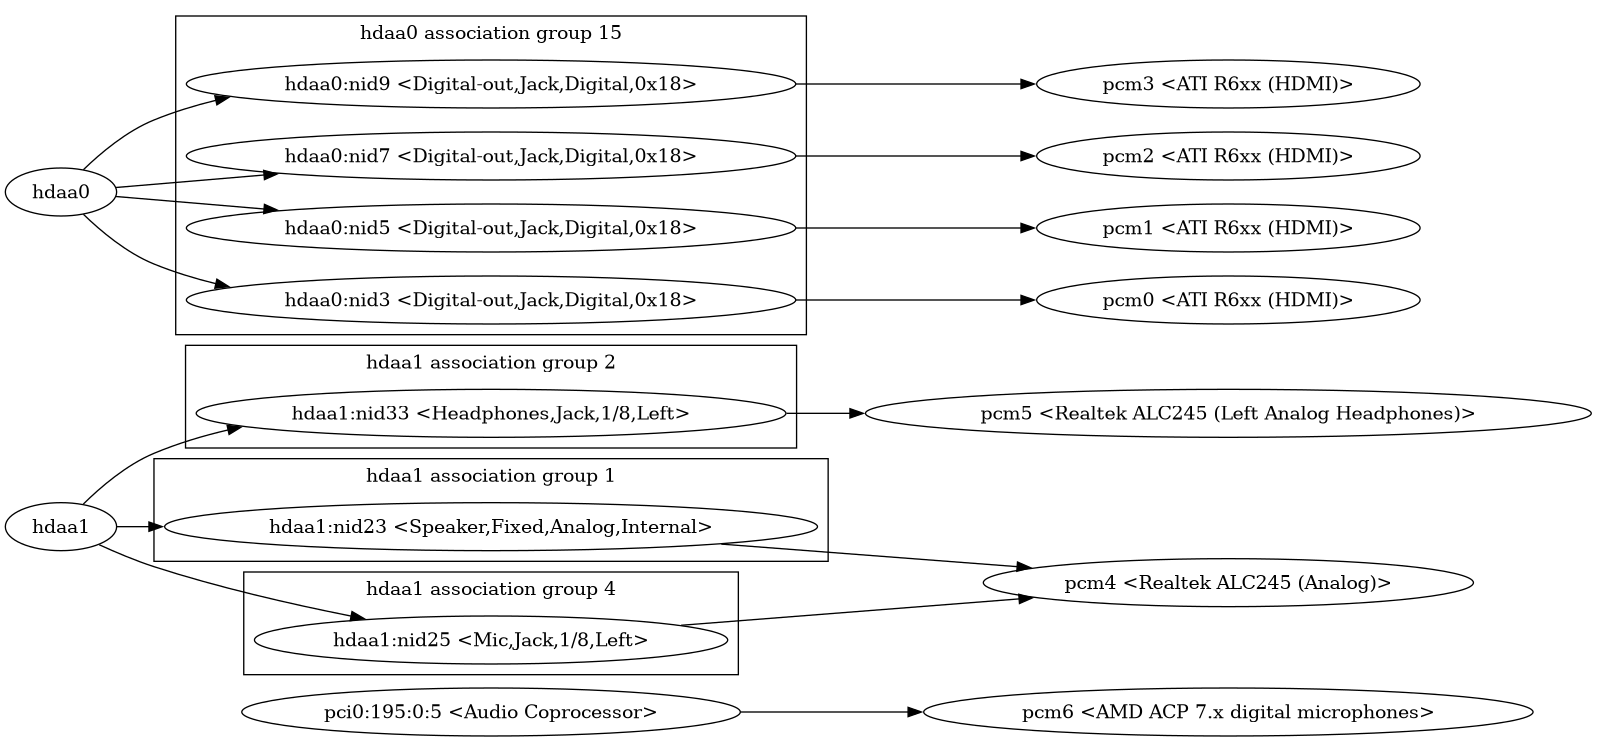 hdaa0 association group 15
hdaa0:nid9 <Digital-out,Jack,Digital,0x18>
pcm3 <ATI R6xx (HDMI)>
hdaa0:nid7 <Digital-out,Jack,Digital,0x18>
pcm2 <ATI R6xx (HDMI)>
hdaa0
hdaa0:nid5 <Digital-out,Jack,Digital,0x18>
pcm1 <ATI R6xx (HDMI)>
hdaa0:nid3 <Digital-out,Jack,Digital,0x18>
pcm0 <ATI R6xx (HDMI)>
hdaa1 association group 2
hdaa1:nid33 <Headphones,Jack,1/8,Left>
pcm5 <Realtek ALC245 (Left Analog Headphones)>
hdaa1 association group 1
hdaa1
hdaa1:nid23 <Speaker,Fixed,Analog,Internal>
pcm4 <Realtek ALC245 (Analog)>
hdaa1 association group 4
hdaa1:nid25 <Mic,Jack,1/8,Left>
pci0:195:0:5 <Audio Coprocessor>
pcm6 <AMD ACP 7.x digital microphones>